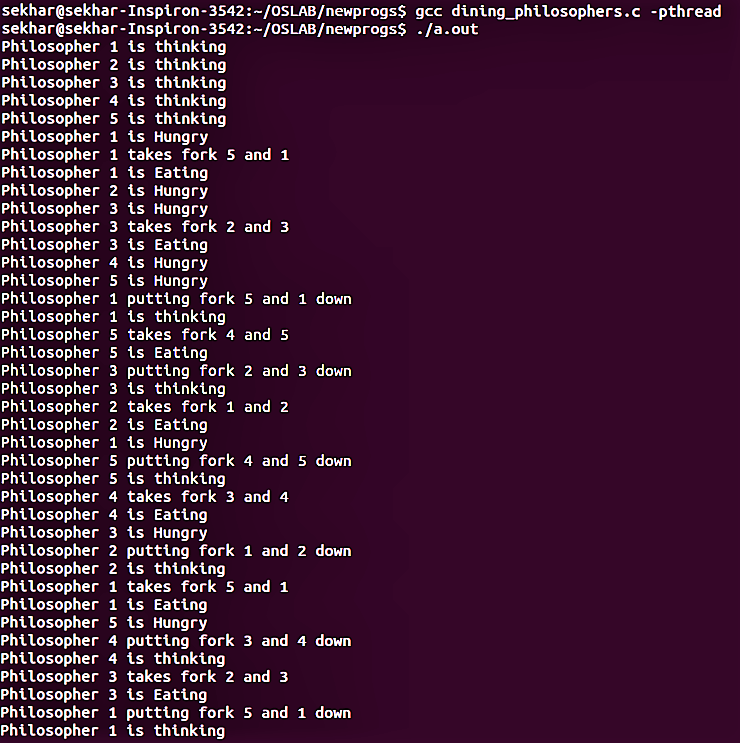 sekhar@sekhar-Inspiron-3542:~/OSLAB/newprogs$ gcc dining_philosophers.c -pthread
sekhar@sekhar-Inspiron-3542:~/OSLAB/newprogs$ ./a.out
Philosopher 1 is thinking
Philosopher 2 is thinking
Philosopher 3 is thinking
Philosopher 4 is thinking
Philosopher 5 is thinking
Philosopher 1 is Hungry
Philosopher 1 takes fork 5 and 1
Philosopher 1 is Eating
Philosopher 2 is Hungry
Philosopher 3 is Hungry
Philosopher 3 takes fork 2 and 3
Philosopher 3 is Eating
Philosopher 4 is Hungry
Philosopher 5 is Hungry
Philosopher 1 putting fork 5 and 1 down
Philosopher 1 is thinking
Philosopher 5 takes fork 4 and 5
Philosopher 5 is Eating
Philosopher 3 putting fork 2 and 3 down
Philosopher 3 is thinking
Philosopher 2 takes fork 1 and 2
Philosopher 2 is Eating
Philosopher 1 is Hungry
Philosopher 5 putting fork 4 and 5 down
Philosopher 5 is thinking
Philosopher 4 takes fork 3 and 4
Philosopher 4 is Eating
Philosopher 3 is Hungry
Philosopher 2 putting fork 1 and 2 down
Philosopher 2 is thinking
Philosopher 1 takes fork 5 and 1
Philosopher 1 is Eating
Philosopher 5 is Hungry
Philosopher 4 putting fork 3 and 4 down
Philosopher 4 is thinking
Philosopher 3 takes fork 2 and 3
Philosopher 3 is Eating
Philosopher 1 putting fork 5 and 1 down
Philosopher 1 is thinking